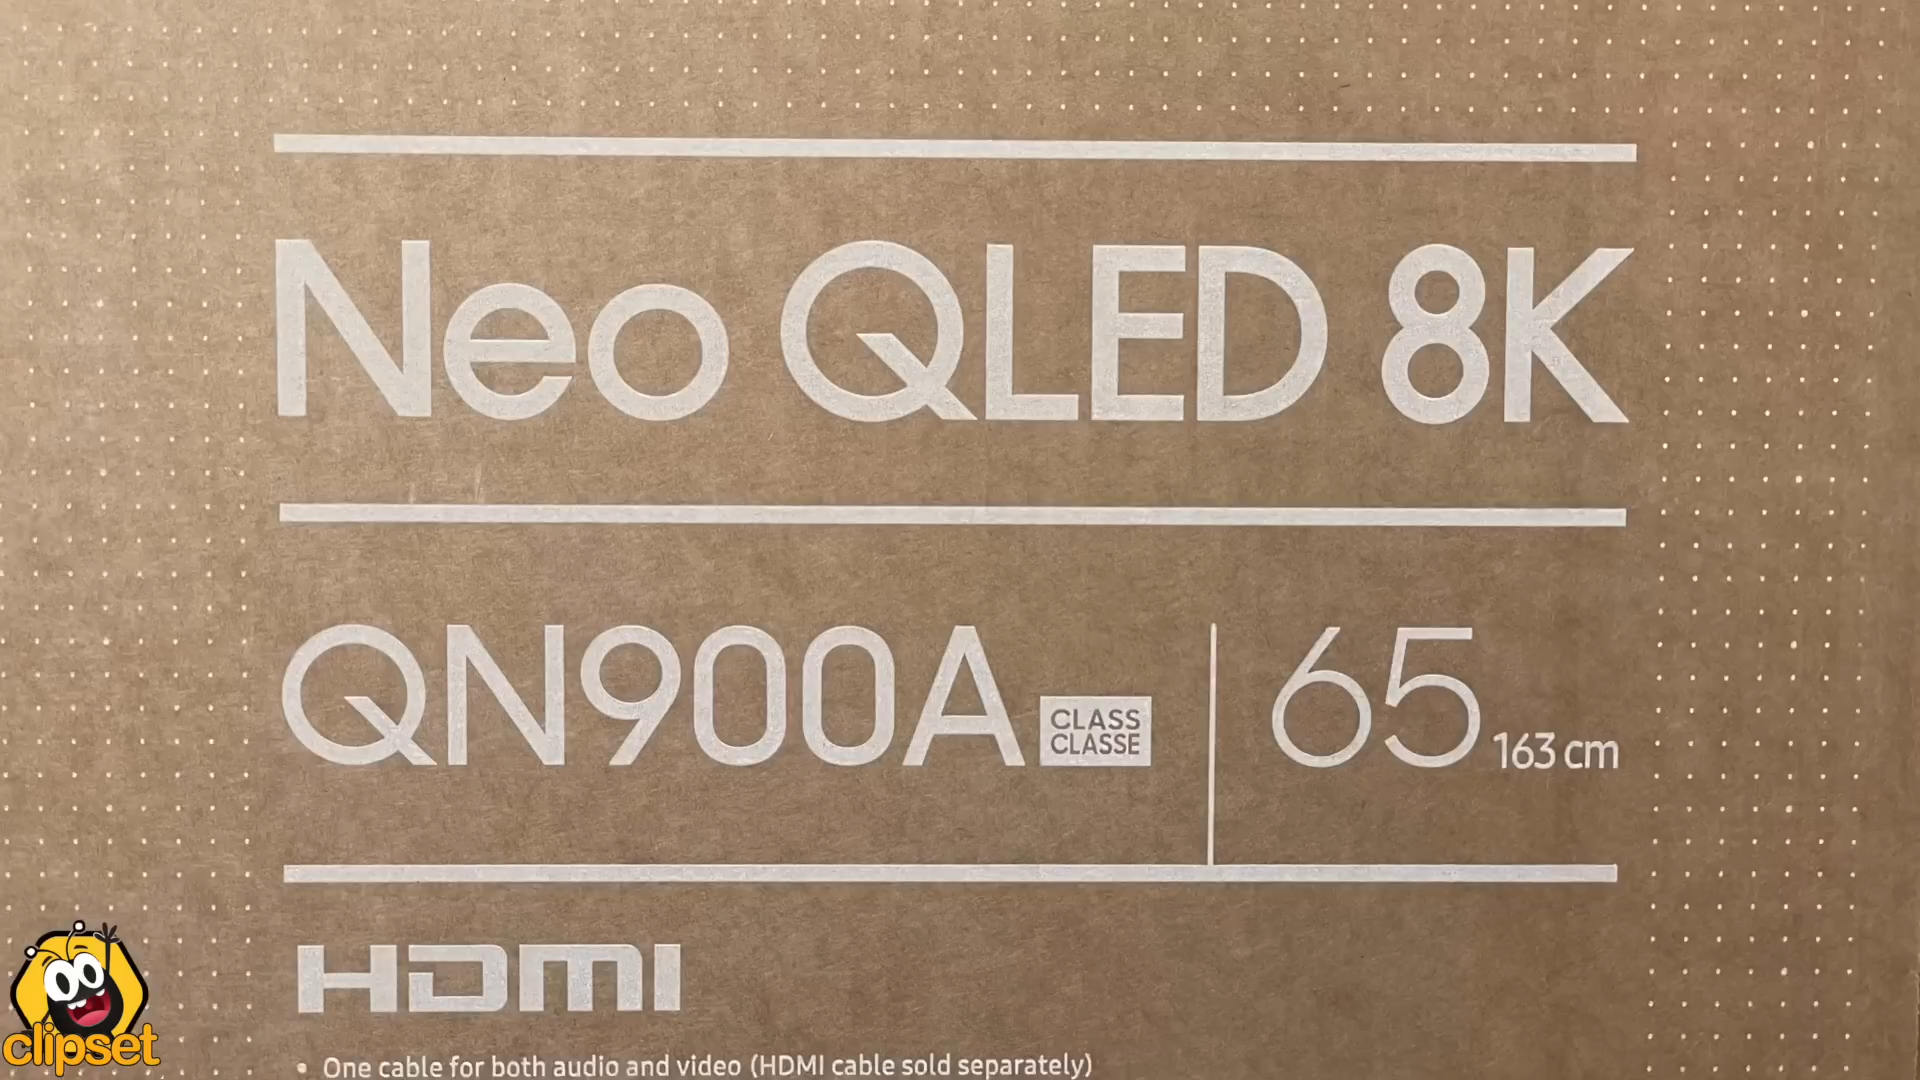 Neo QLED 8K
QN900A CLASS CLASSE 65 163 cm
HDMI
• One cable for both audio and video (HDMI cable sold separately)
clipset